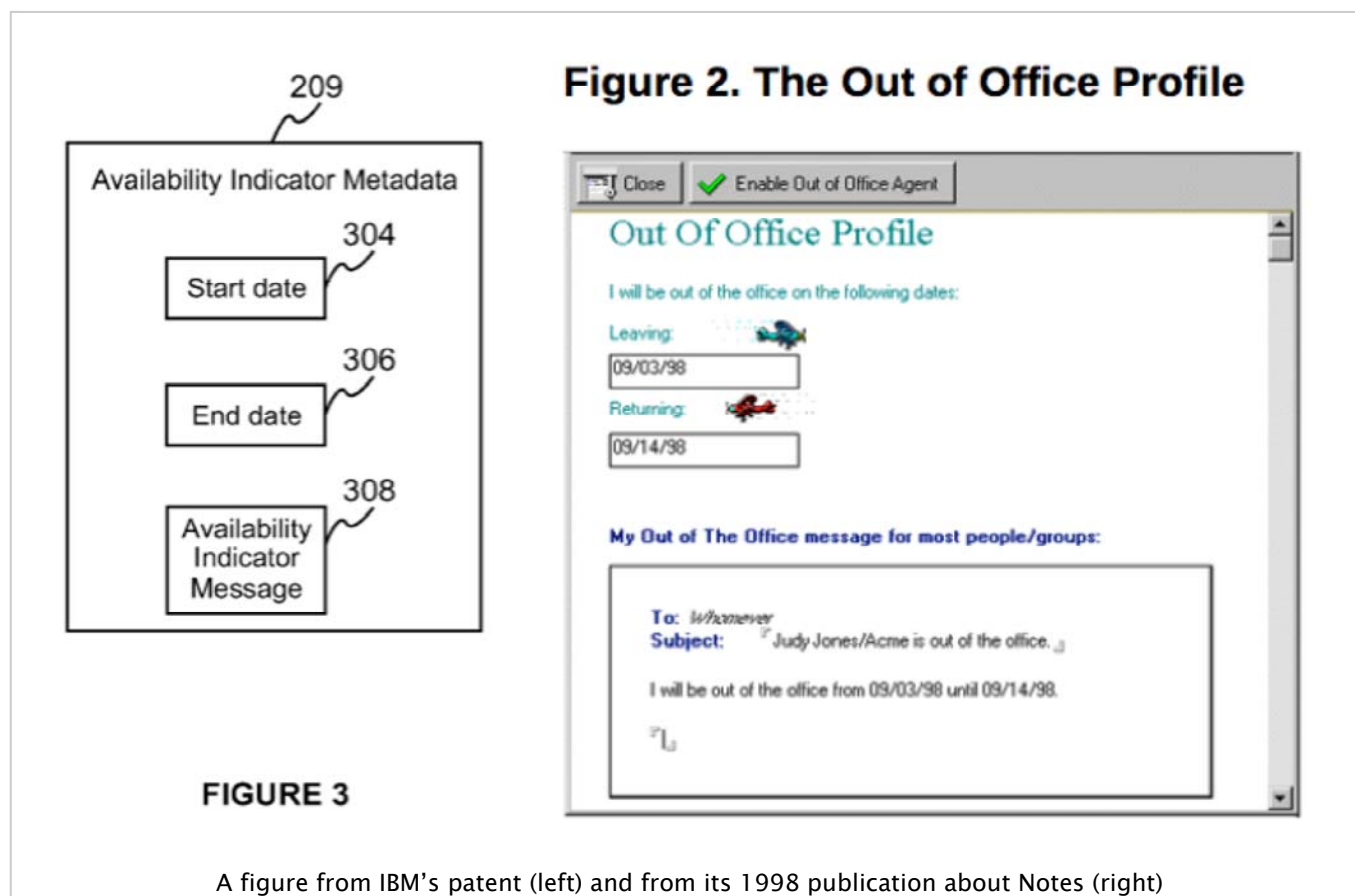 209
Availability Indicator Metadata
304
Start date
306
End date
308
Availability
Indicator
Message
FIGURE 3
Figure 2. The Out of Office Profile
Close
Enable Out of Office Agent
Out Of Office Profile
I will be out of the office on the following dates:
Leaving:
09/03/98
Returning:
09/14/98
My Out of The Office message for most people/groups:
To: Whomever
Subject: Judy Jones/Acme is out of the office.
I will be out of the office from 09/03/98 until 09/14/98.
A figure from IBM’s patent (left) and from its 1998 publication about Notes (right)